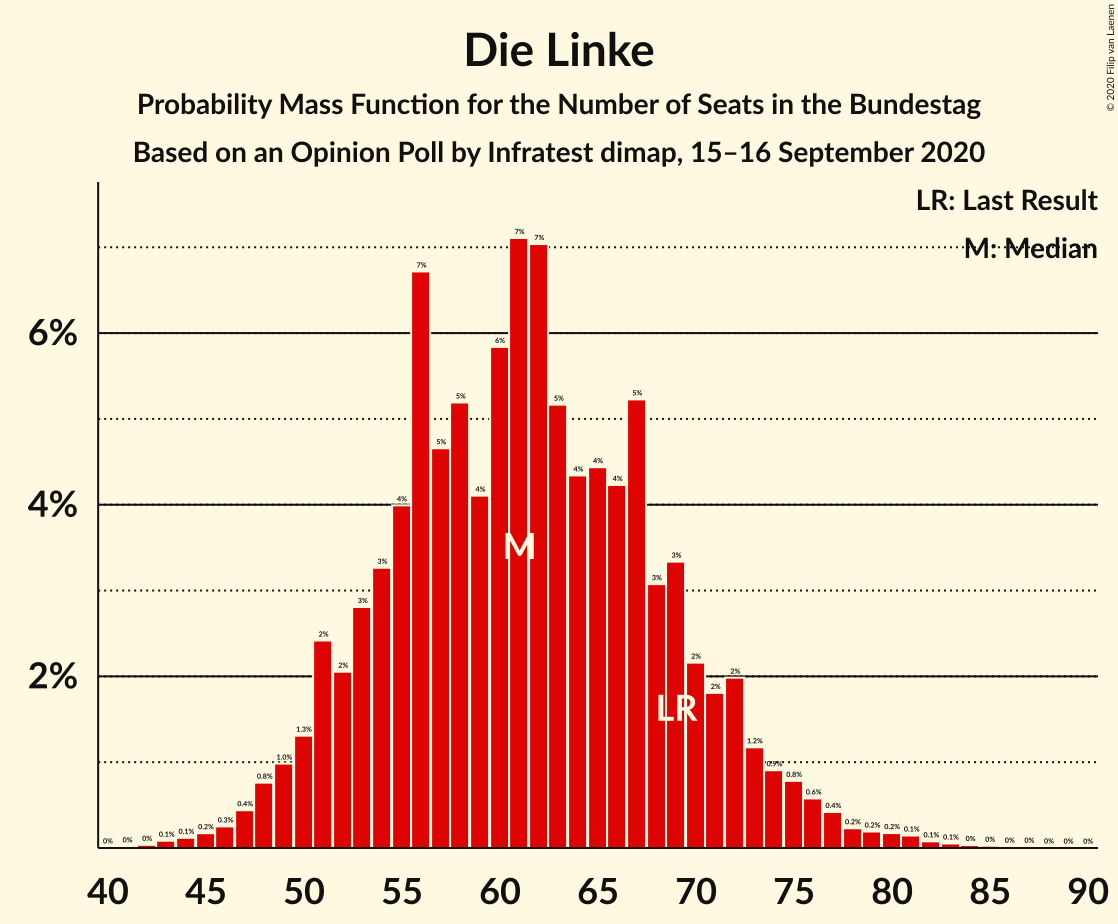 Die Linke
Probability Mass Function for the Number of Seats in the Bundestag
Based on an Opinion Poll by Infratest dimap, 15–16 September 2020
© 2020 Filip van Laenen
LR: Last Result
M: Median
6%
4%
2%
0% 0% 0% 0.1% 0.1% 0.2% 0.3% 0.4% 0.8% 1.0% 1.3% 2% 2% 3% 3% 4% 7% 5% 5% 4% 6% 7% 7% 5% 4% 4% 4% 5% 3% 3% 2% 2% 2% 1.2% 0.9% 0.8% 0.6% 0.4% 0.2% 0.2% 0.2% 0.1% 0.1% 0.1% 0% 0% 0% 0% 0% 0% 0%
M
LR
40 45 50 55 60 65 70 75 80 85 90